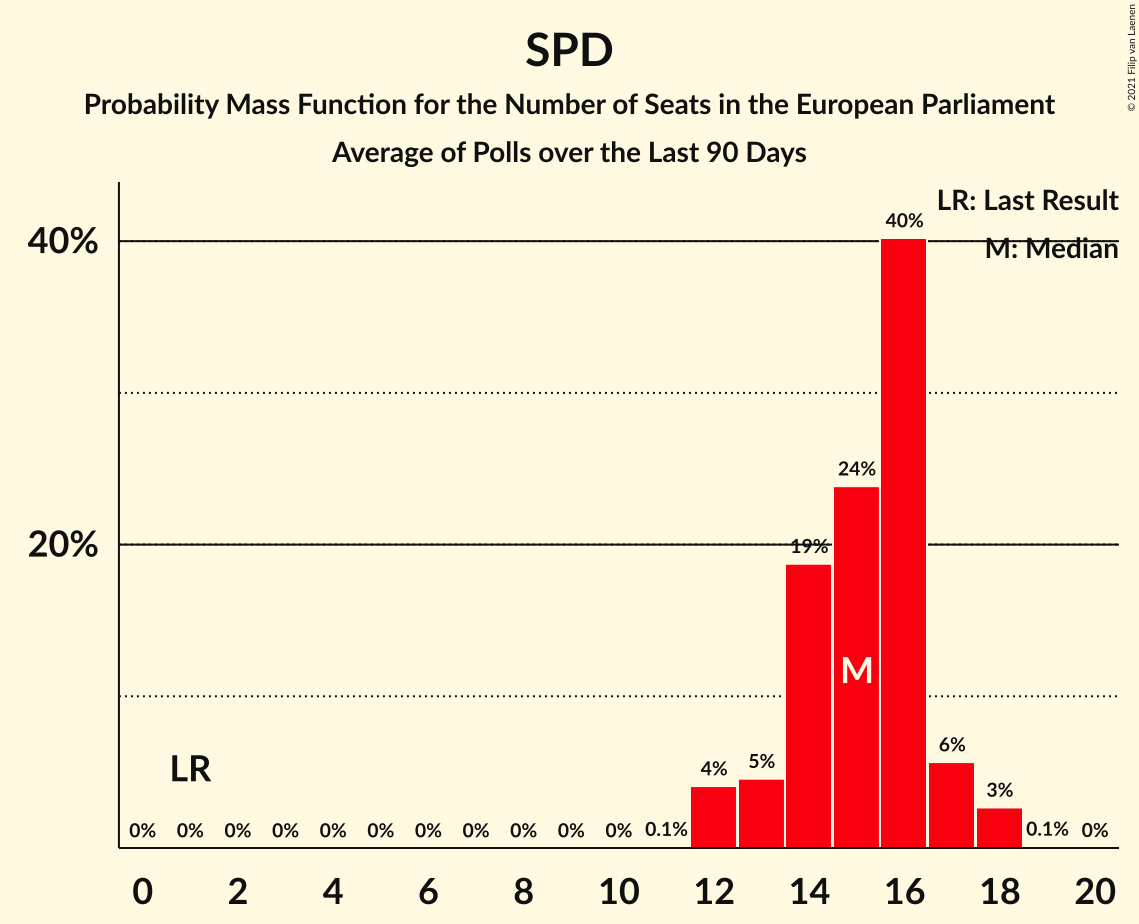 SPD
Probability Mass Function for the Number of Seats in the European Parliament
Average of Polls over the Last 90 Days
© 2021 Filip van Laenen
LR: Last Result
M: Median
40%
20%
40%
24%
19%
M
LR
4%
5%
6%
3%
0% 0% 0% 0% 0% 0% 0% 0% 0% 0% 0% 0.1% 0.1% 0%
0 2 4 6 8 10 12 14 16 18 20